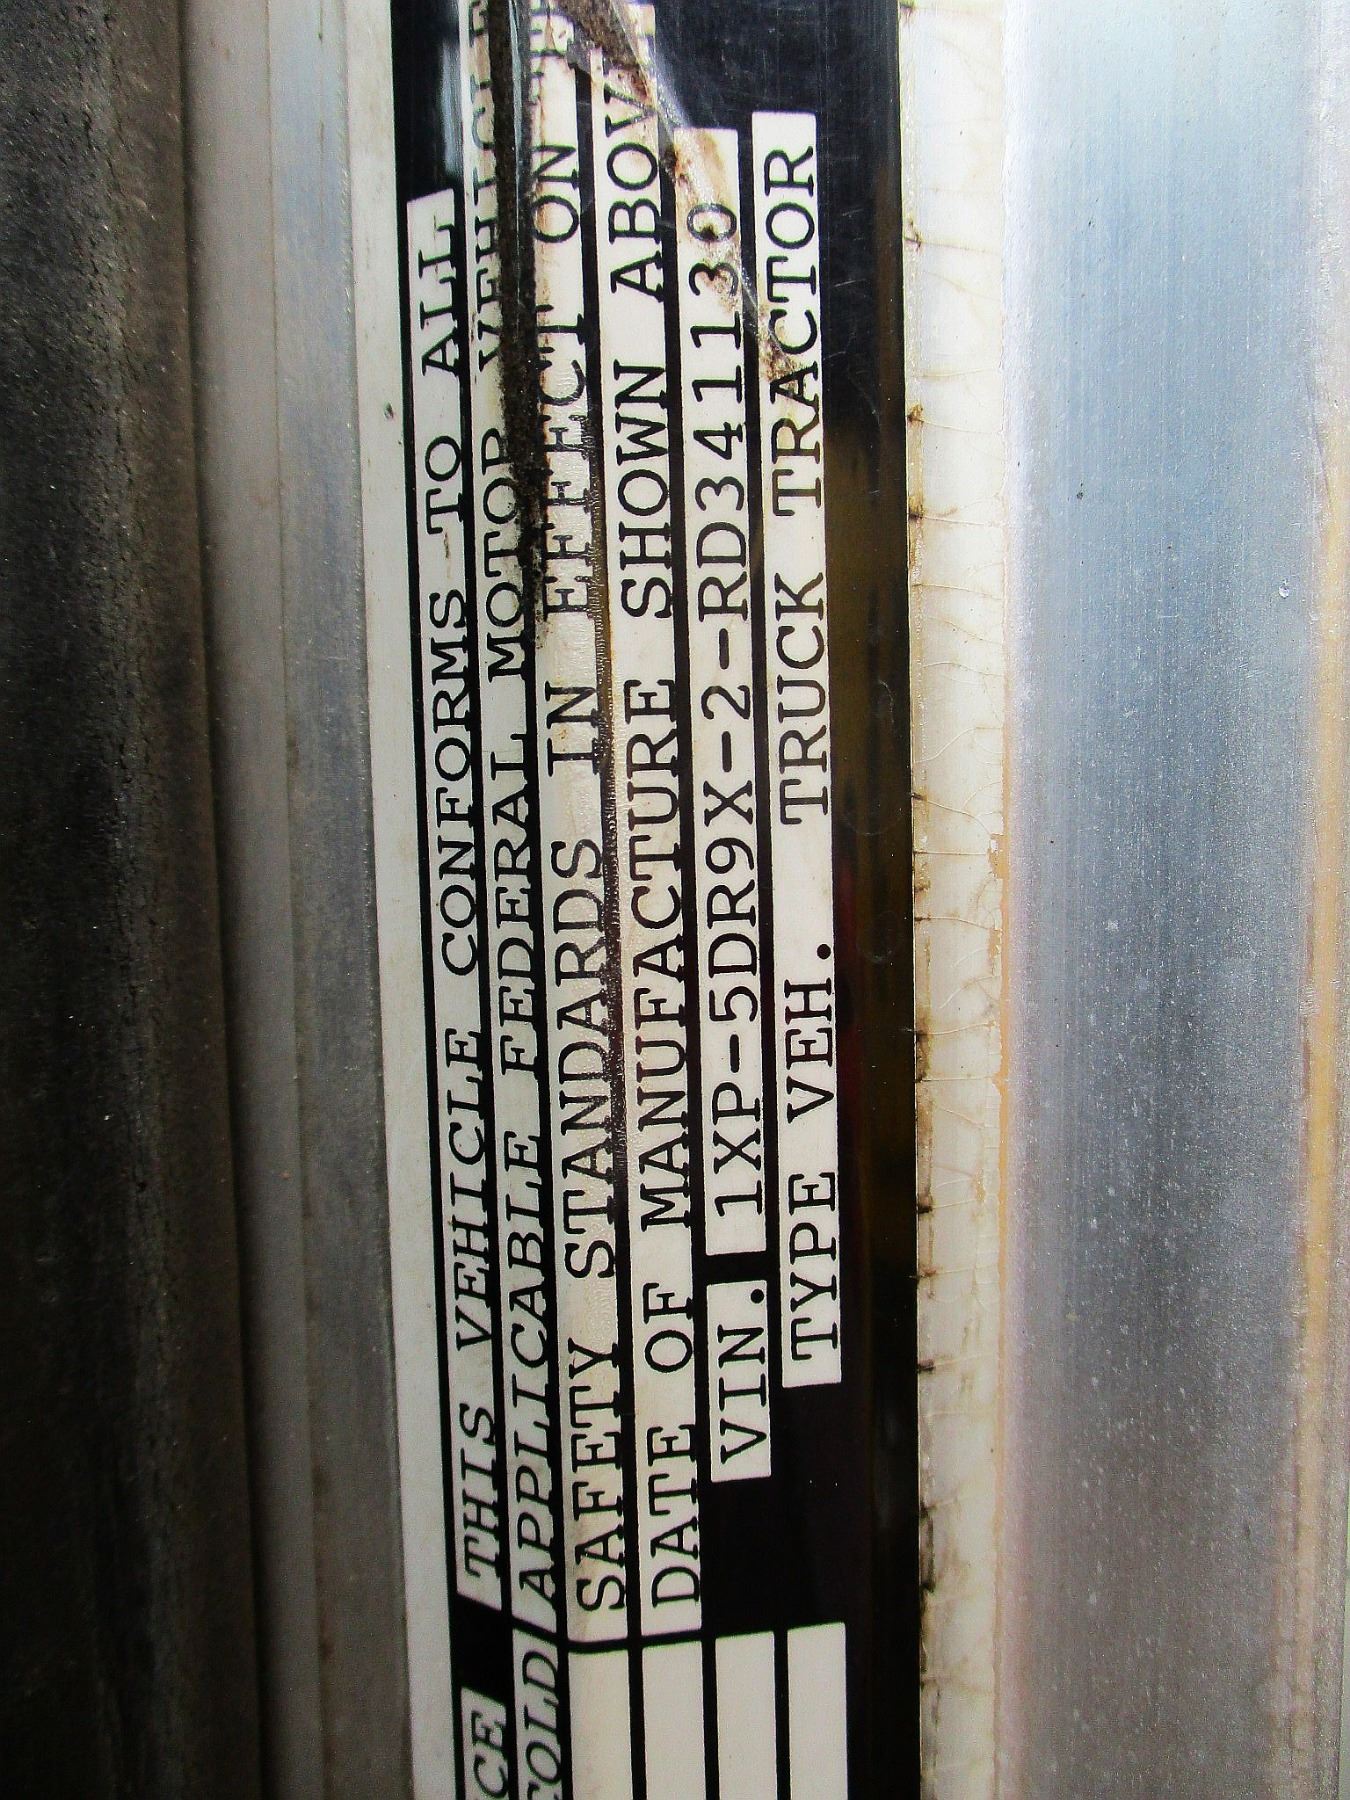 CE THIS VEHICLE CONFORMS TO ALL
COLD APPLICABLE FEDERAL MOTOR VEHICLE
SAFETY STANDARDS IN EFFECT ON
DATE OF MANUFACTURE SHOWN ABOV
VIN. 1XP-5DR9X-2-RD341130
TYPE VEH. TRUCK TRACTOR